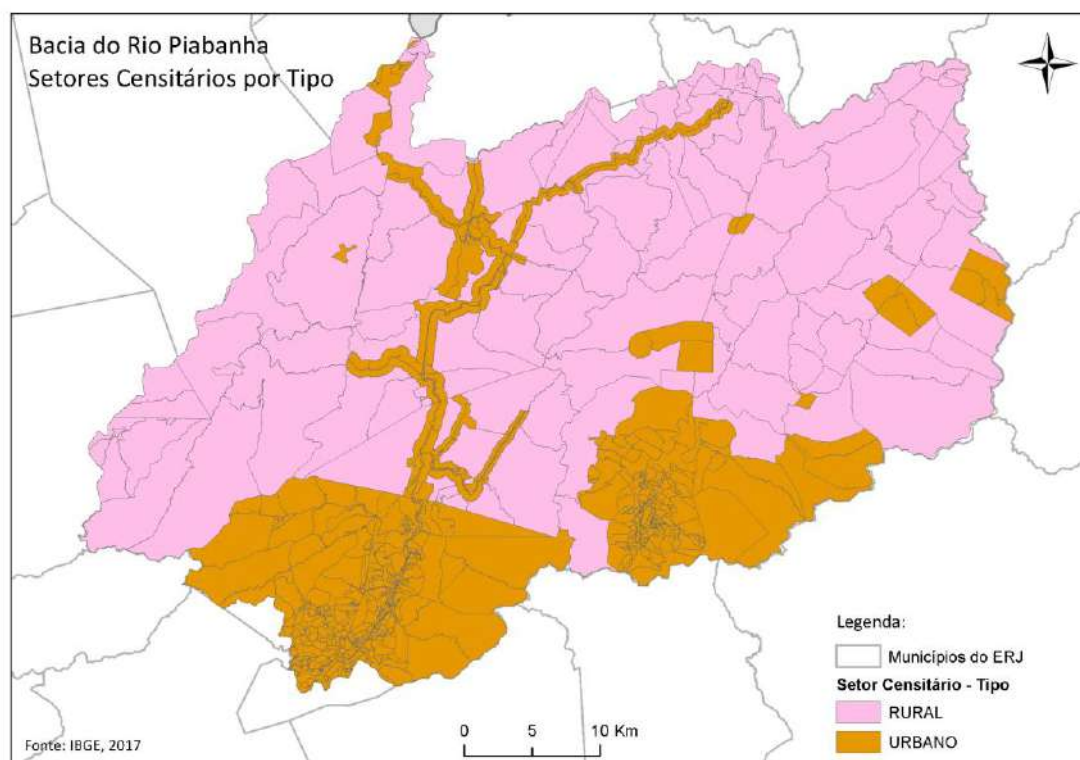 Bacia do Rio Piabanha
Setores Censitários por Tipo
Legenda:
Municípios do ERJ
Setor Censitário - Tipo
RURAL
URBANO
0 5 10 Km
Fonte: IBGE, 2017